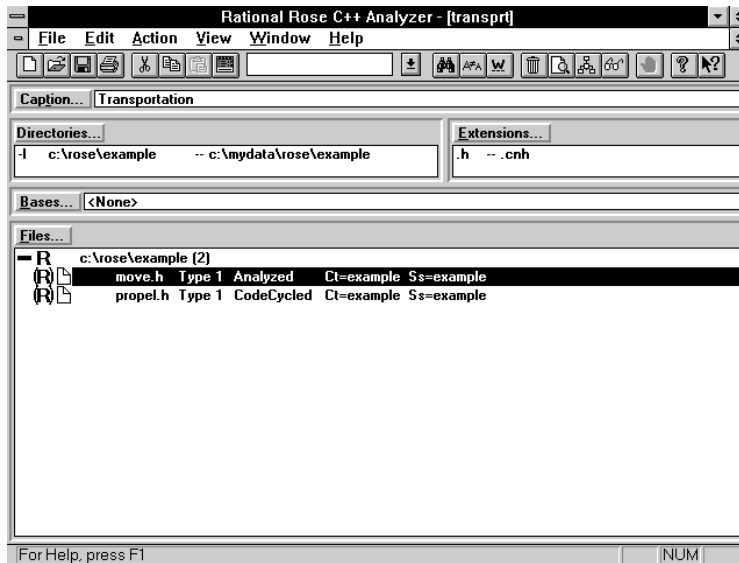 Rational Rose C++ Analyzer - [transprt]
File Edit Action View Window Help
A≠A W ? ?
Caption... Transportation
Directories... Extensions...
-I c:\rose\example -- c:\mydata\rose\example .h -- .cnh
Bases... <None>
Files...
R c:\rose\example (2)
(R) move.h Type 1 Analyzed Ct=example Ss=example
(R) propel.h Type 1 CodeCycled Ct=example Ss=example
For Help, press F1 NUM